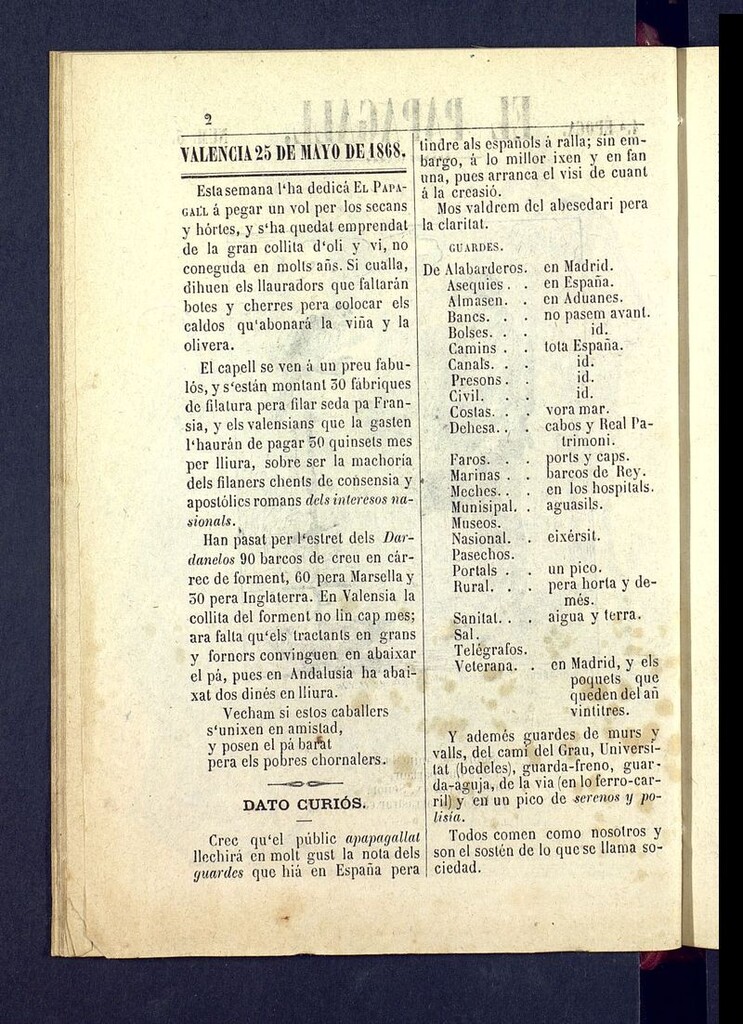 2
VALENCIA 25 DE MAYO DE 1868.
Esta semana l‘ha dedicá EL PAPA-
GALL á pegar un vol per los secans
y hórtes, y s‘ha quedat emprendat
de la gran collita d‘oli y vi, no
coneguda en molts añs. Si cualla,
dihuen els llauradors que faltarán
botes y cherres pera colocar els
caldos qu‘abonará la viña y la
olivera.
El capell se ven á un preu fabu-
lós, y s‘están montant 30 fábriques
de filatura pera filar seda pa Fran-
sia, y els valensians que la gasten
l‘haurán de pagar 30 quinsets mes
per lliura, sobre ser la machoría
dels filaners chents de consensia y
apostólics romans dels interesos na-
sionals.
Han pasat per l‘estret dels Dar-
danelos 90 barcos de creu en cár-
rec de forment, 60 pera Marsella y
30 pera Inglaterra. En Valensia la
collita del forment no lin cap mes;
ara falta qu‘els tractants en grans
y forners convinguen en abaixar
el pá, pues en Andalusía ha abai-
xat dos dinés en lliura.
Vecham si estos caballers
s‘unixen en amistad,
y posen el pá barat
pera els pobres chornalers.
DATO CURIÓS.
Crec qu‘el públic apapagallat
llechirá en molt gust la nota dels
guardes que hiá en España pera
tindre als españols á ralla; sin em-
bargo, á lo millor ixen y en fan
una, pues arranca el visi de cuant
á la creasió.
Mos valdrem del abesedari pera
la claritat.
GUARDES.
De Alabarderos. en Madrid.
Asequies. . en España.
Almasen. . en Aduanes.
Bancs. . . no pasem avant.
Bolses. . . id.
Camins . . tota España.
Canals. . . id.
Presons. . id.
Civil. . . id.
Costas. . . vora mar.
Dehesa. . . cabos y Real Pa-
trimoni.
Faros. . . ports y caps.
Marinas . . barcos de Rey.
Meches. . . en los hospitals.
Munisipal. . aguasils.
Museos.
Nasional. . eixérsit.
Pasechos.
Portals . . un pico.
Rural. . . pera horta y de-
més.
Sanitat. . . aigua y terra.
Sal.
Telégrafos.
Veterana. . en Madrid, y els
poquets que
queden del añ
vintitres.
Y ademés guardes de murs y
valls, del camí del Grau, Universi-
tat (bedeles), guarda-freno, guar-
da-aguja, de la via (en lo ferro-car-
ril) y en un pico de serenos y po-
lisía.
Todos comen como nosotros y
son el sostén de lo que se llama so-
ciedad.